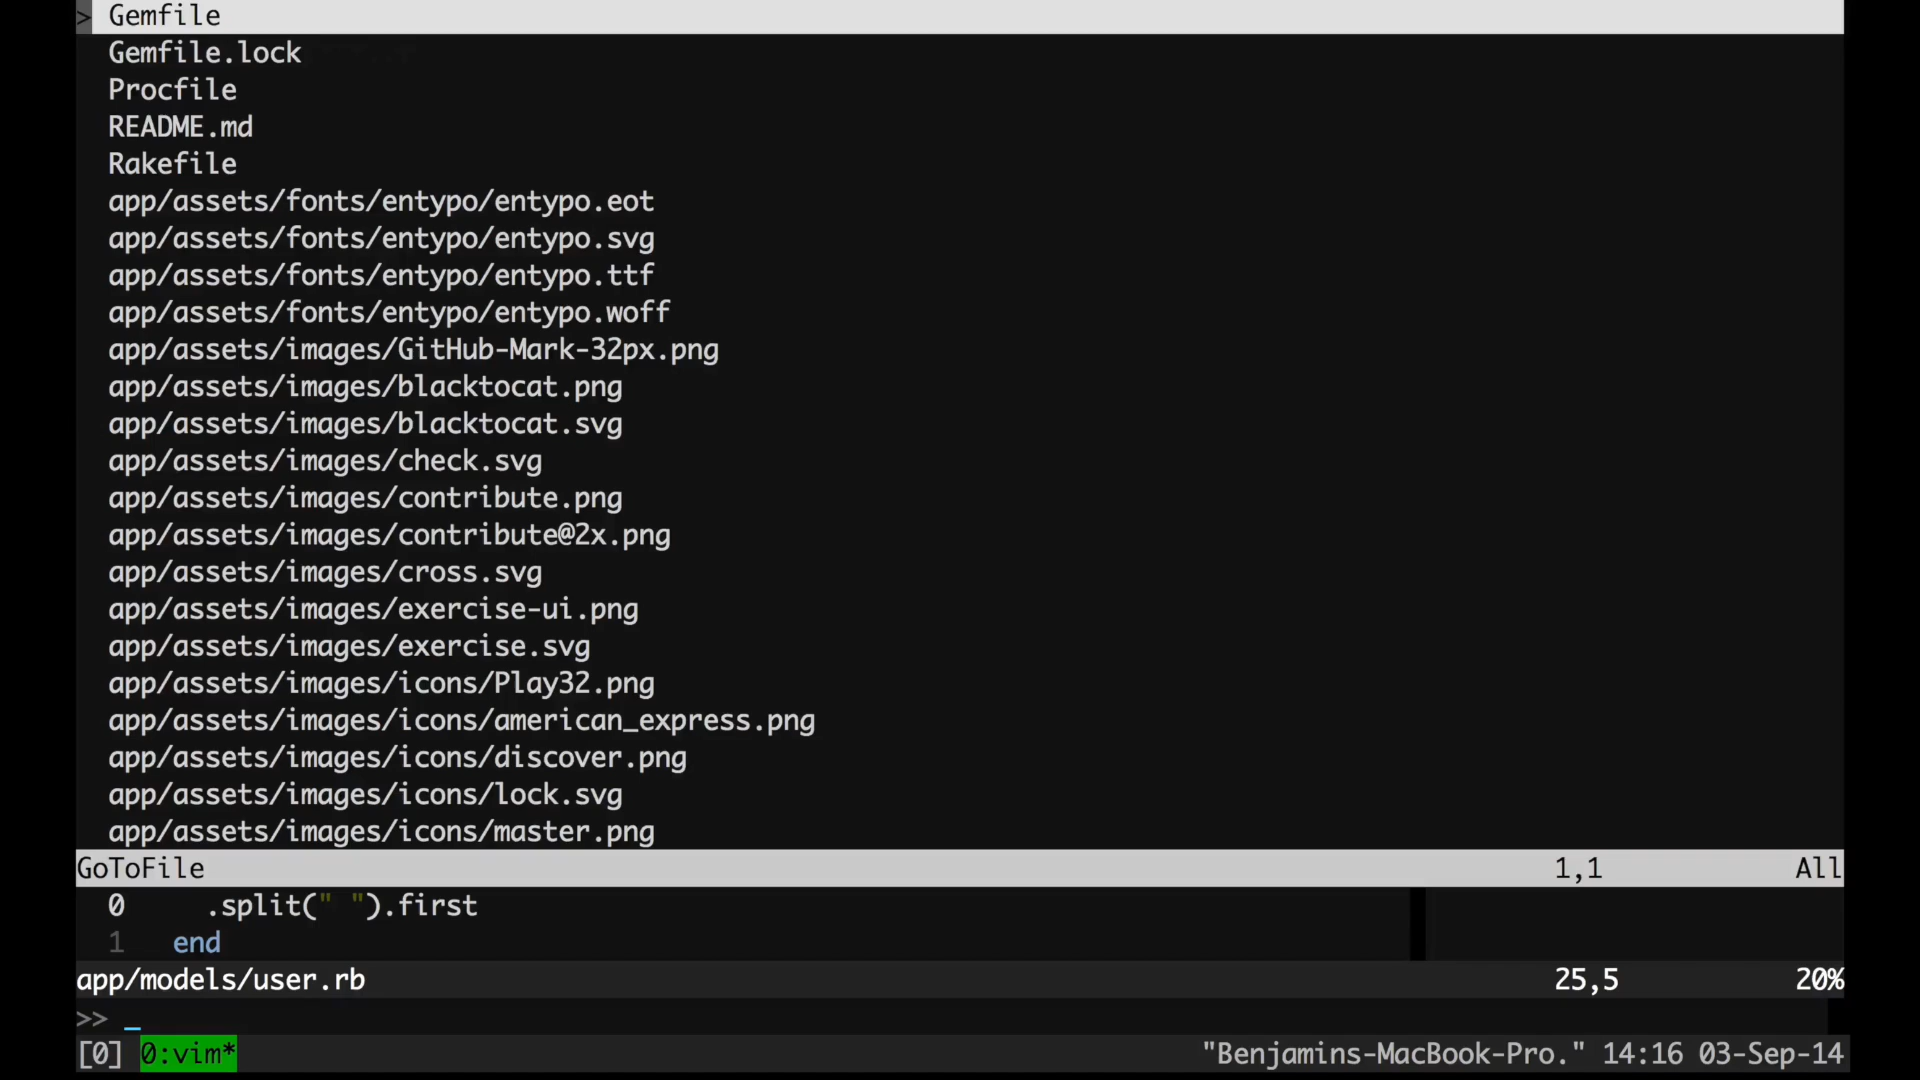 > Gemfile
Gemfile.lock
Procfile
README.md
Rakefile
app/assets/fonts/entypo/entypo.eot
app/assets/fonts/entypo/entypo.svg
app/assets/fonts/entypo/entypo.ttf
app/assets/fonts/entypo/entypo.woff
app/assets/images/GitHub-Mark-32px.png
app/assets/images/blacktocat.png
app/assets/images/blacktocat.svg
app/assets/images/check.svg
app/assets/images/contribute.png
app/assets/images/contribute@2x.png
app/assets/images/cross.svg
app/assets/images/exercise-ui.png
app/assets/images/exercise.svg
app/assets/images/icons/Play32.png
app/assets/images/icons/american_express.png
app/assets/images/icons/discover.png
app/assets/images/icons/lock.svg
app/assets/images/icons/master.png
GoToFile 1,1 All
0 .split(" ").first
1 end
app/models/user.rb 25,5 20%
>> _
[0] 0:vim* "Benjamins-MacBook-Pro." 14:16 03-Sep-14